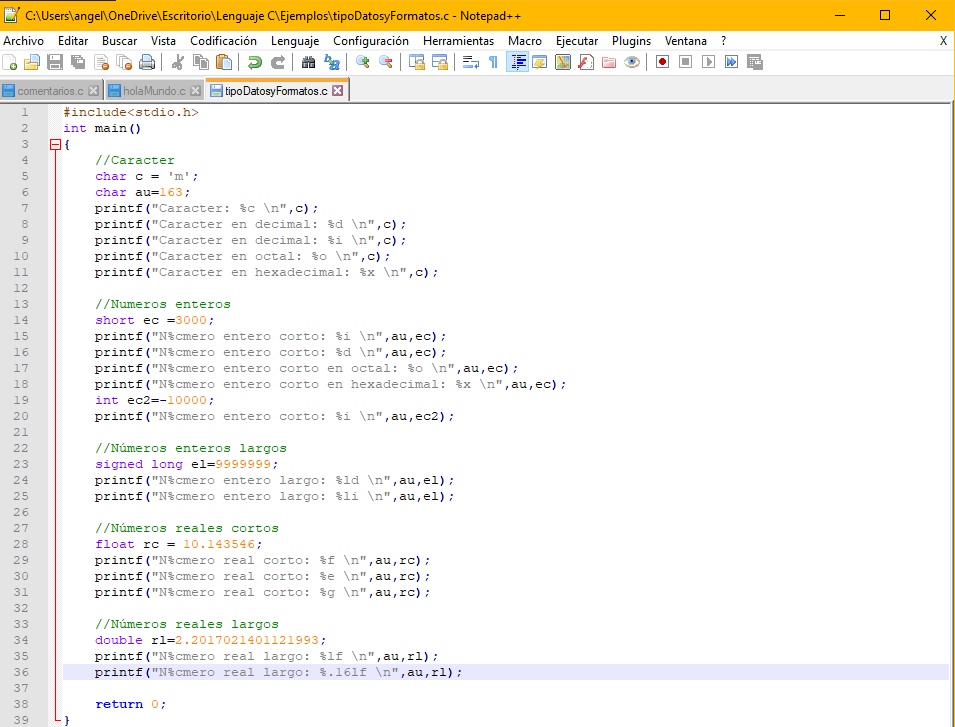 C:\Users\angel\OneDrive\Escritorio\Lenguaje C\Ejemplos\tipoDatosyFormatos.c - Notepad++
Archivo Editar Buscar Vista Codificación Lenguaje Configuración Herramientas Macro Ejecutar Plugins Ventana ? X
comentarios.c holaMundo.c tipoDatosyFormatos.c
1 #include<stdio.h>
2 int main()
3 {
4 //Caracter
5 char c = 'm';
6 char au=163;
7 printf("Caracter: %c \n",c);
8 printf("Caracter en decimal: %d \n",c);
9 printf("Caracter en decimal: %i \n",c);
10 printf("Caracter en octal: %o \n",c);
11 printf("Caracter en hexadecimal: %x \n",c);
12
13 //Numeros enteros
14 short ec =3000;
15 printf("N%cmero entero corto: %i \n",au,ec);
16 printf("N%cmero entero corto: %d \n",au,ec);
17 printf("N%cmero entero corto en octal: %o \n",au,ec);
18 printf("N%cmero entero corto en hexadecimal: %x \n",au,ec);
19 int ec2=-10000;
20 printf("N%cmero entero corto: %i \n",au,ec2);
21
22 //Números enteros largos
23 signed long el=9999999;
24 printf("N%cmero entero largo: %ld \n",au,el);
25 printf("N%cmero entero largo: %li \n",au,el);
26
27 //Números reales cortos
28 float rc = 10.143546;
29 printf("N%cmero real corto: %f \n",au,rc);
30 printf("N%cmero real corto: %e \n",au,rc);
31 printf("N%cmero real corto: %g \n",au,rc);
32
33 //Números reales largos
34 double rl=2.2017021401121993;
35 printf("N%cmero real largo: %lf \n",au,rl);
36 printf("N%cmero real largo: %.16lf \n",au,rl);
37
38 return 0;
39 }